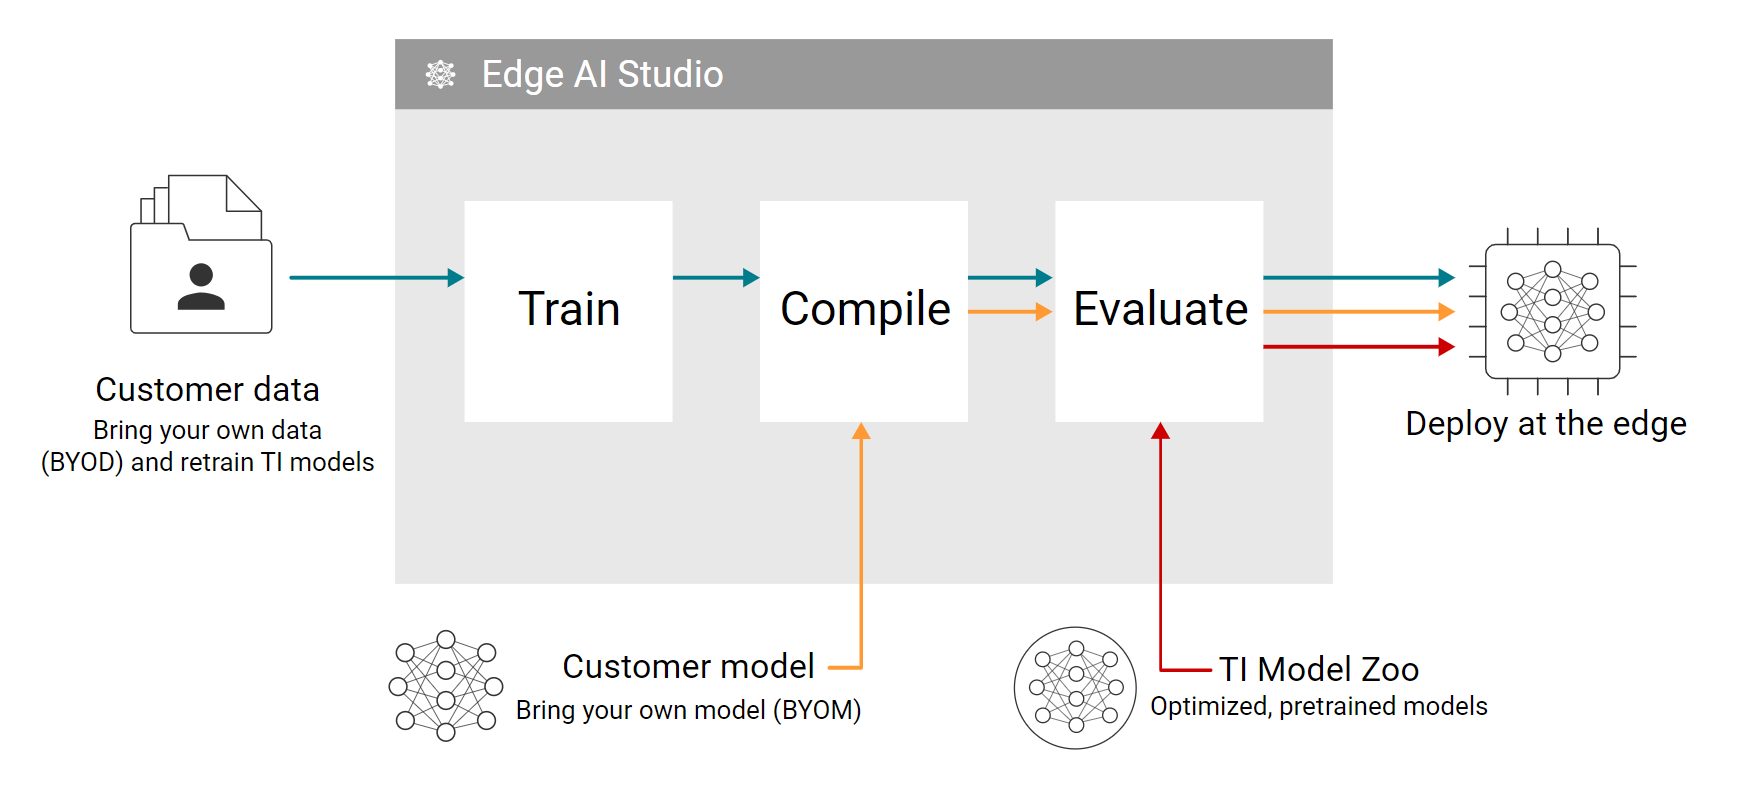 Edge AI Studio
Train
Compile
Evaluate
Customer data
Bring your own data
(BYOD) and retrain TI models
Deploy at the edge
Customer model
Bring your own model (BYOM)
TI Model Zoo
Optimized, pretrained models